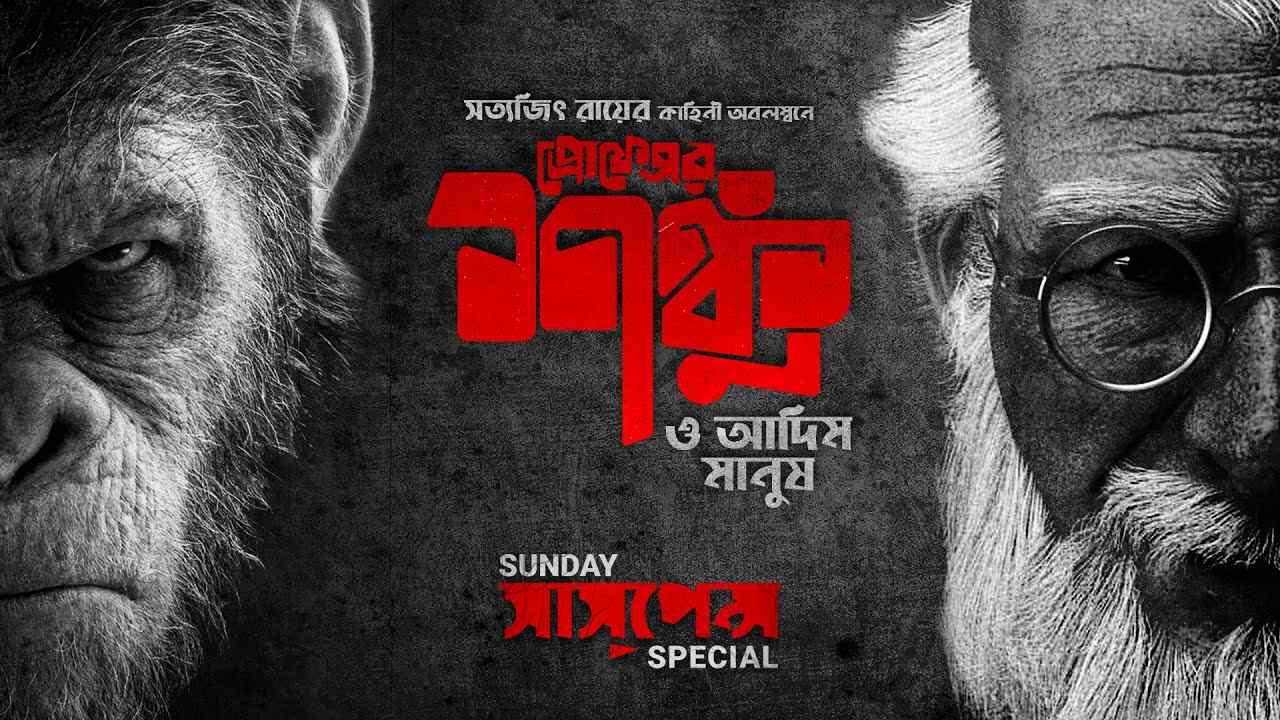 সত্যজিৎ রায়ের কাহিনী অবলম্বনে
প্রোফেসর
শঙ্কু
ও আদিম
মানুষ
SUNDAY
সাসপেন্স
SPECIAL